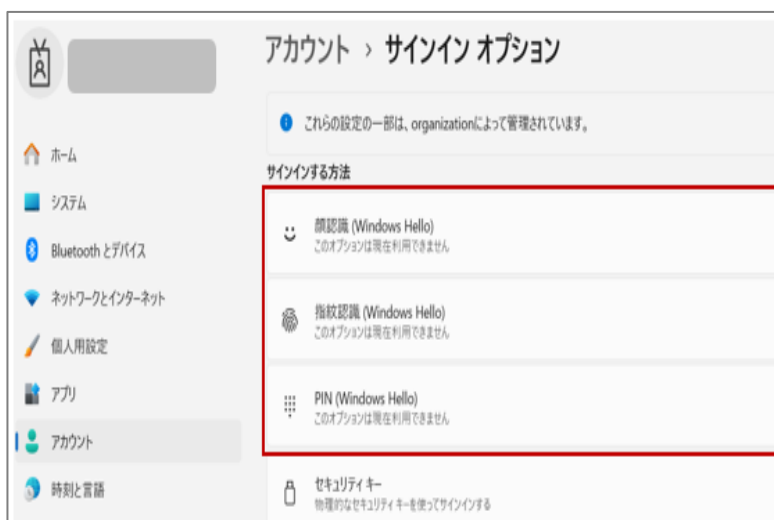 アカウント › サインイン オプション
これらの設定の一部は、organizationによって管理されています。
サインインする方法
顔認識 (Windows Hello)
このオプションは現在利用できません
指紋認識 (Windows Hello)
このオプションは現在利用できません
PIN (Windows Hello)
このオプションは現在利用できません
セキュリティ キー
物理的なセキュリティ キーを使ってサインインする
ホーム
システム
Bluetooth とデバイス
ネットワークとインターネット
個人用設定
アプリ
アカウント
時刻と言語